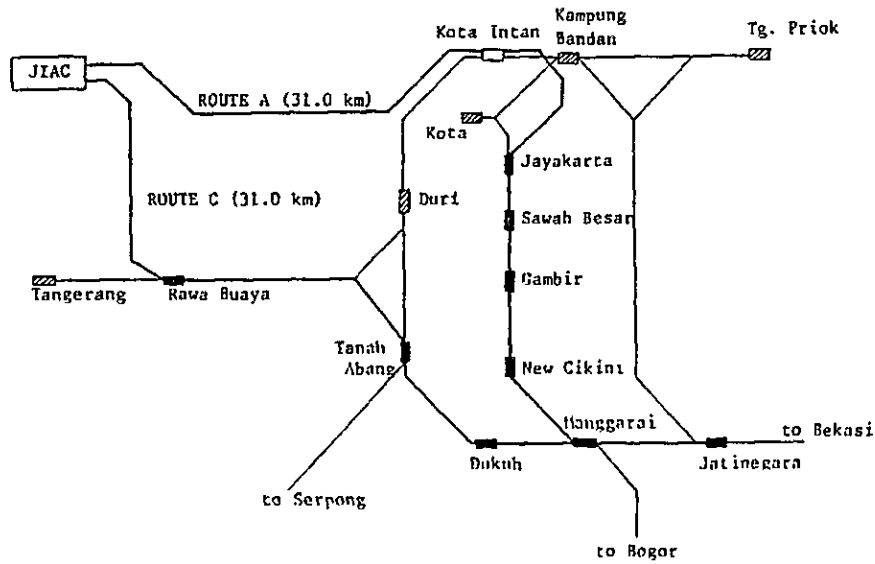 Kampung
Bandan
Tg. Priok
Kota Intan
JIAC
ROUTE A (31.0 km)
Kota
Jayakarta
ROUTE C (31.0 km)
Duri
Sawah Besar
Tangerang
Rawa Buaya
Gambir
Tanah
Abang
New Cikini
Manggarai
to Bekasi
Dukuh
Jatinegara
to Serpong
to Bogor